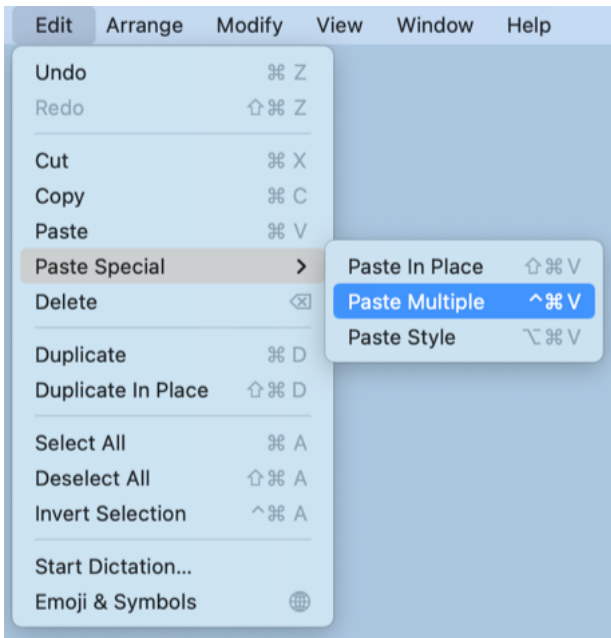 Edit Arrange Modify View Window Help
Undo ⌘ Z
Redo ⇧⌘ Z
Cut ⌘ X
Copy ⌘ C
Paste ⌘ V
Paste Special >
Paste In Place ⇧⌘V
Delete ⌫
Paste Multiple ^⌘V
Paste Style ⌥⌘V
Duplicate ⌘ D
Duplicate In Place ⇧⌘ D
Select All ⌘ A
Deselect All ⇧⌘ A
Invert Selection ^⌘ A
Start Dictation...
Emoji & Symbols